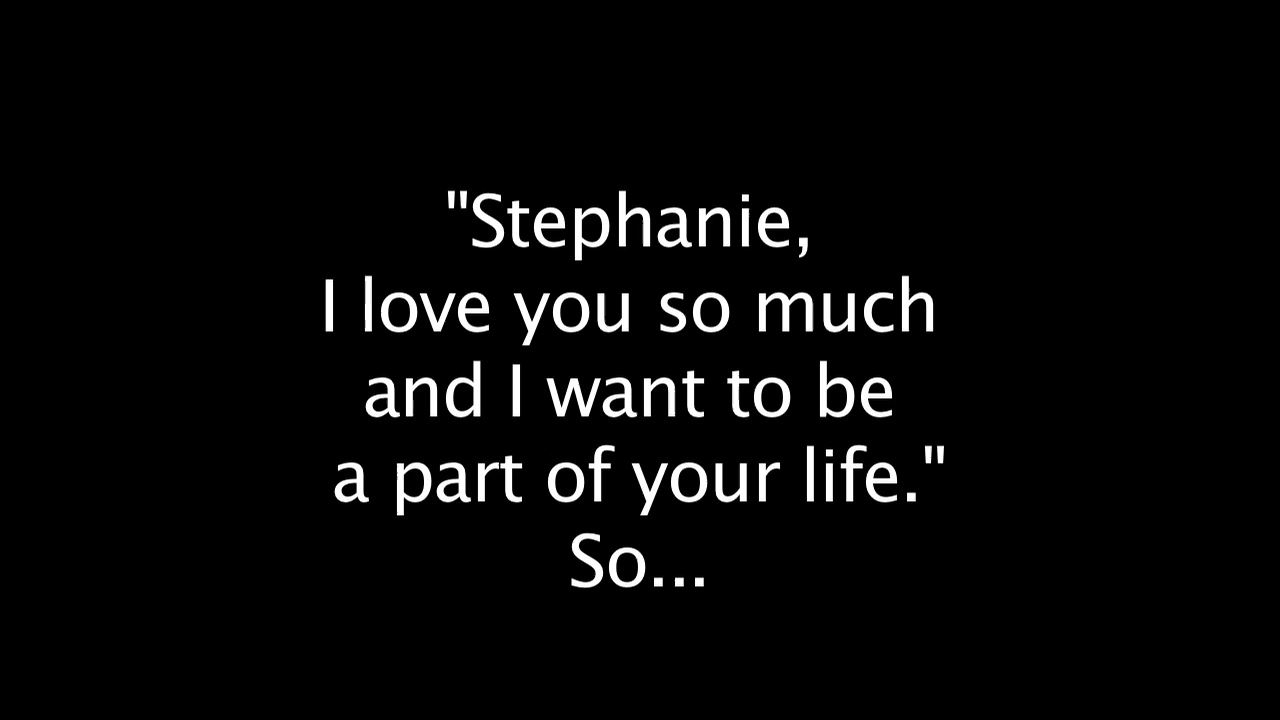 "Stephanie,
I love you so much
and I want to be
a part of your life."
So...